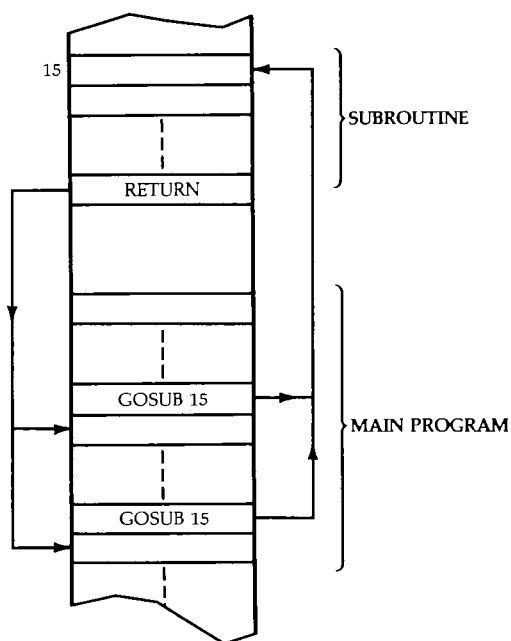 15
SUBROUTINE
RETURN
GOSUB 15
MAIN PROGRAM
GOSUB 15